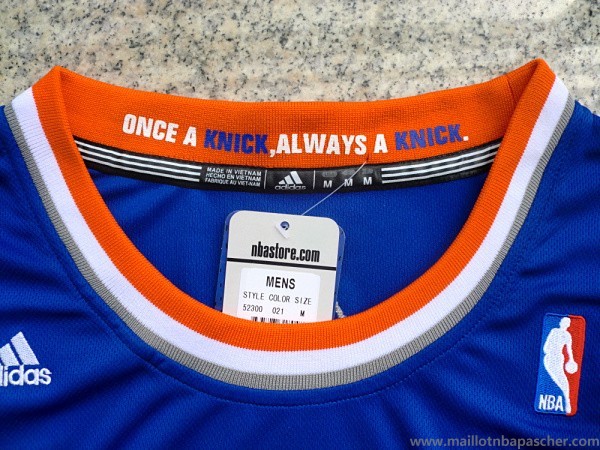 ONCE A KNICK, ALWAYS A KNICK.
MADE IN VIETNAM
HECHO EN VIETNAM
FABRIQUÉ AU VIETNAM
adidas
M M M
nbastore.com
MENS
STYLE COLOR SIZE
52300 021 M
adidas
NBA
www.maillotnbapascher.com